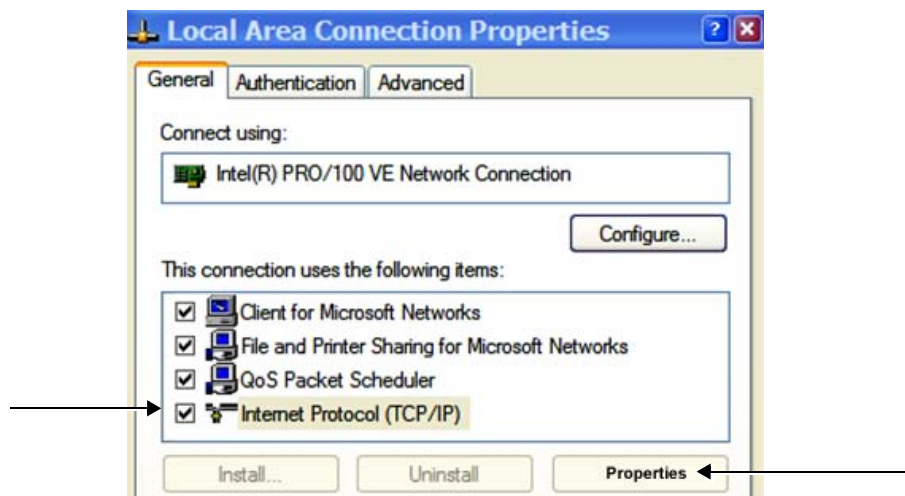 Local Area Connection Properties
?
General Authentication Advanced
Connect using:
Intel(R) PRO/100 VE Network Connection
Configure...
This connection uses the following items:
Client for Microsoft Networks
File and Printer Sharing for Microsoft Networks
QoS Packet Scheduler
Internet Protocol (TCP/IP)
Install... Uninstall Properties